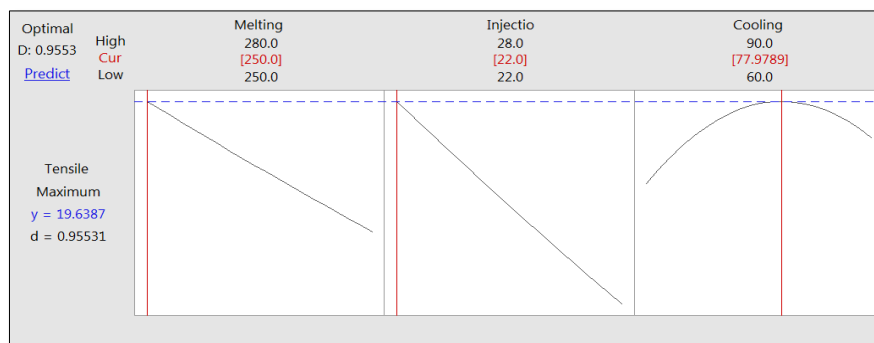 Optimal
D: 0.9553
Predict
High
Cur
Low
Melting
280.0
[250.0]
250.0
Injectio
28.0
[22.0]
22.0
Cooling
90.0
[77.9789]
60.0
Tensile
Maximum
y = 19.6387
d = 0.95531